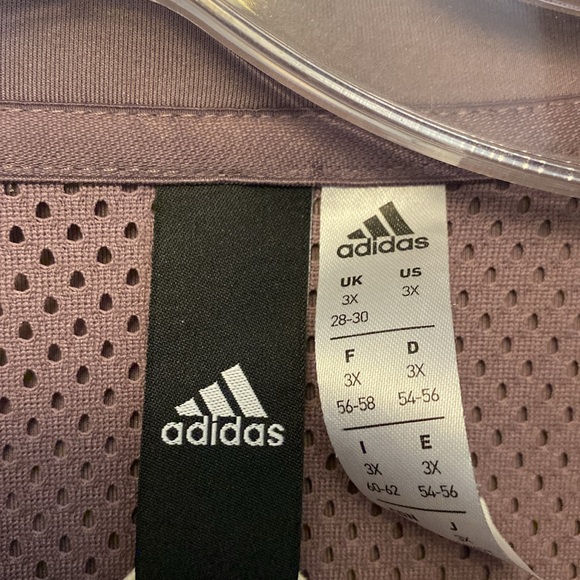 adidas
adidas
UK US
3X 3X
28-30
F D
3X 3X
56-58 54-56
I E
3X 3X
60-62 54-56
J
3X